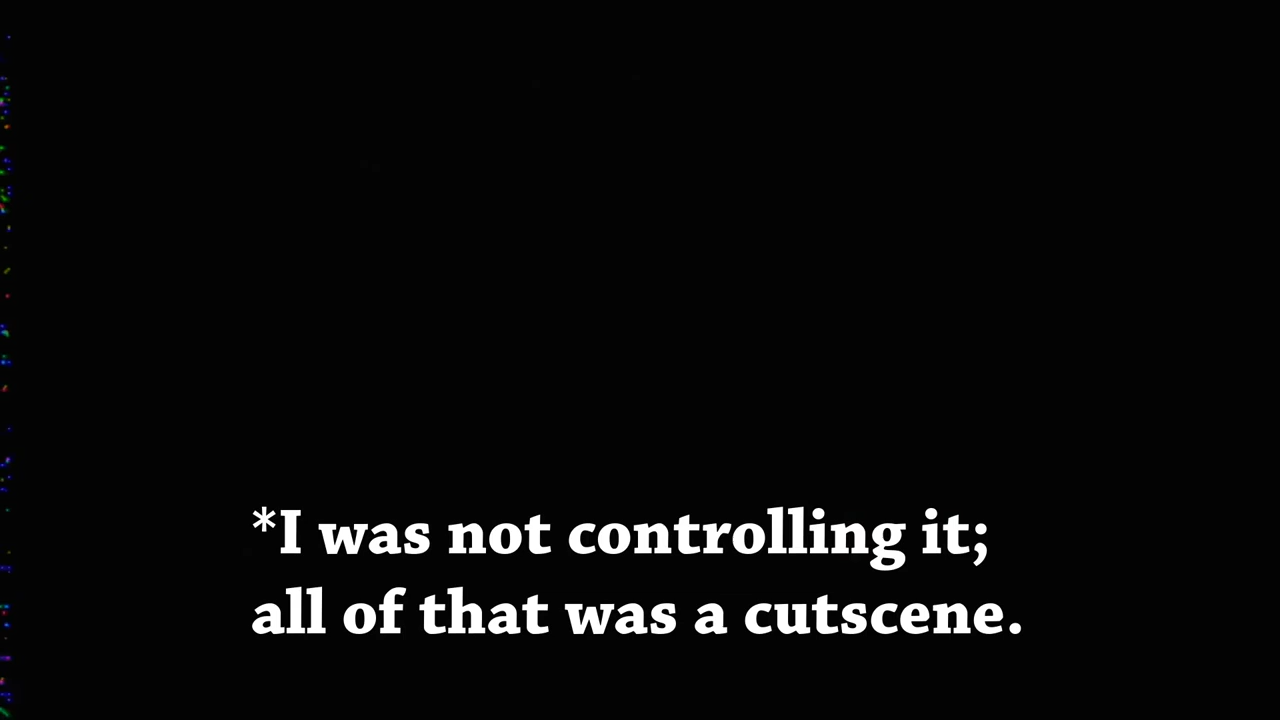 *I was not controlling it;
all of that was a cutscene.